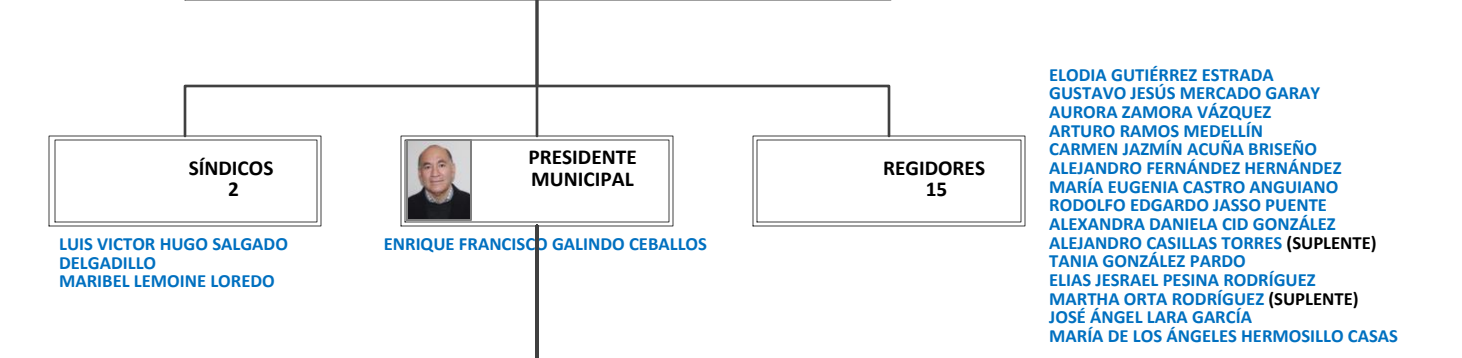 SÍNDICOS
2
LUIS VICTOR HUGO SALGADO
DELGADILLO
MARIBEL LEMOINE LOREDO
PRESIDENTE
MUNICIPAL
ENRIQUE FRANCISCO GALINDO CEBALLOS
REGIDORES
15
ELODIA GUTIÉRREZ ESTRADA
GUSTAVO JESÚS MERCADO GARAY
AURORA ZAMORA VÁZQUEZ
ARTURO RAMOS MEDELLÍN
CARMEN JAZMÍN ACUÑA BRISEÑO
ALEJANDRO FERNÁNDEZ HERNÁNDEZ
MARÍA EUGENIA CASTRO ANGUIANO
RODOLFO EDGARDO JASSO PUENTE
ALEXANDRA DANIELA CID GONZÁLEZ
ALEJANDRO CASILLAS TORRES (SUPLENTE)
TANIA GONZÁLEZ PARDO
ELIAS JESRAEL PESINA RODRÍGUEZ
MARTHA ORTA RODRÍGUEZ (SUPLENTE)
JOSÉ ÁNGEL LARA GARCÍA
MARÍA DE LOS ÁNGELES HERMOSILLO CASAS